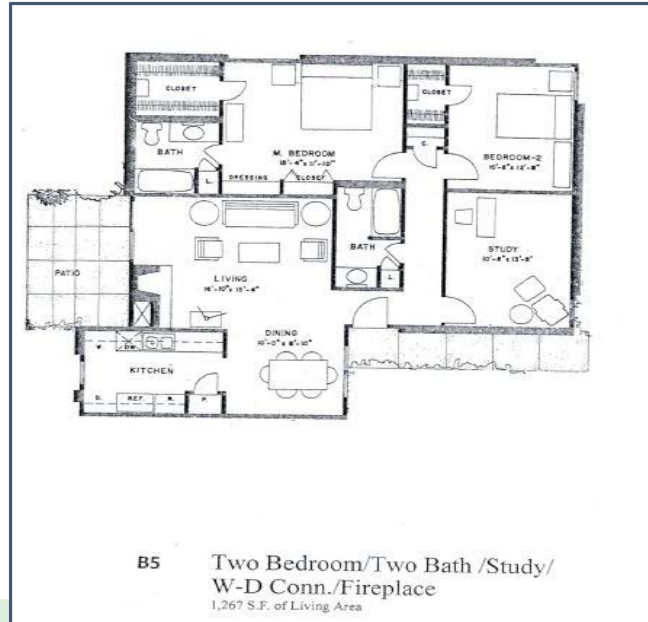 CLOSET
CLOSET
BATH
M. BEDROOM
C.
BEDROOM-2
L.
DRESSING
CLOSET
PATIO
LIVING
BATH
L
STUDY
DINING
W.
DW.
KITCHEN
D.
REF.
R.
P.
B5
Two Bedroom/Two Bath /Study/
W-D Conn./Fireplace
1,267 S.F. of Living Area